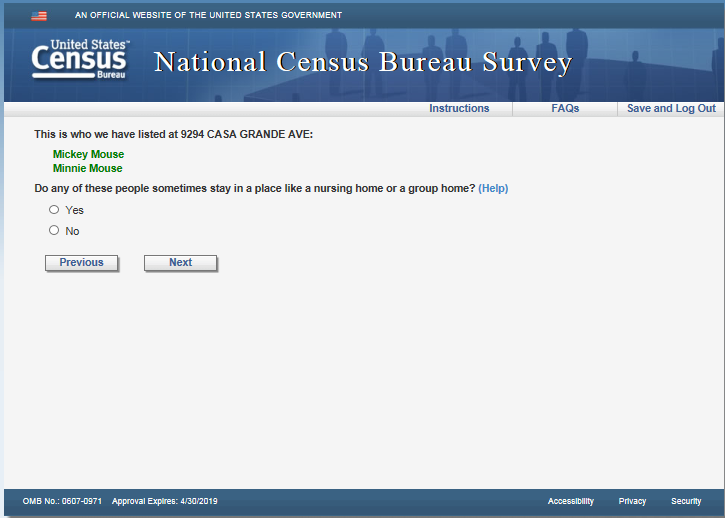 AN OFFICIAL WEBSITE OF THE UNITED STATES GOVERNMENT
United States™
Census
Bureau
National Census Bureau Survey
Instructions FAQs Save and Log Out
This is who we have listed at 9294 CASA GRANDE AVE:
Mickey Mouse
Minnie Mouse
Do any of these people sometimes stay in a place like a nursing home or a group home? (Help)
Yes
No
Previous Next
OMB No.: 0607-0971 Approval Expires: 4/30/2019 Accessibility Privacy Security